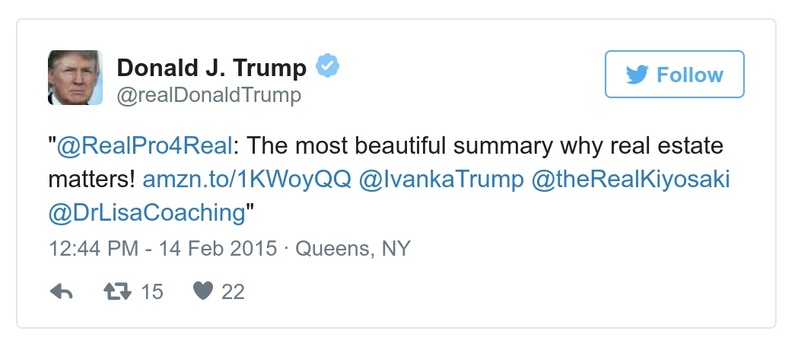 Donald J. Trump
@realDonaldTrump
Follow
"@RealPro4Real: The most beautiful summary why real estate
matters! amzn.to/1KWoyQQ @IvankaTrump @theRealKiyosaki
@DrLisaCoaching"
12:44 PM - 14 Feb 2015 · Queens, NY
15 22